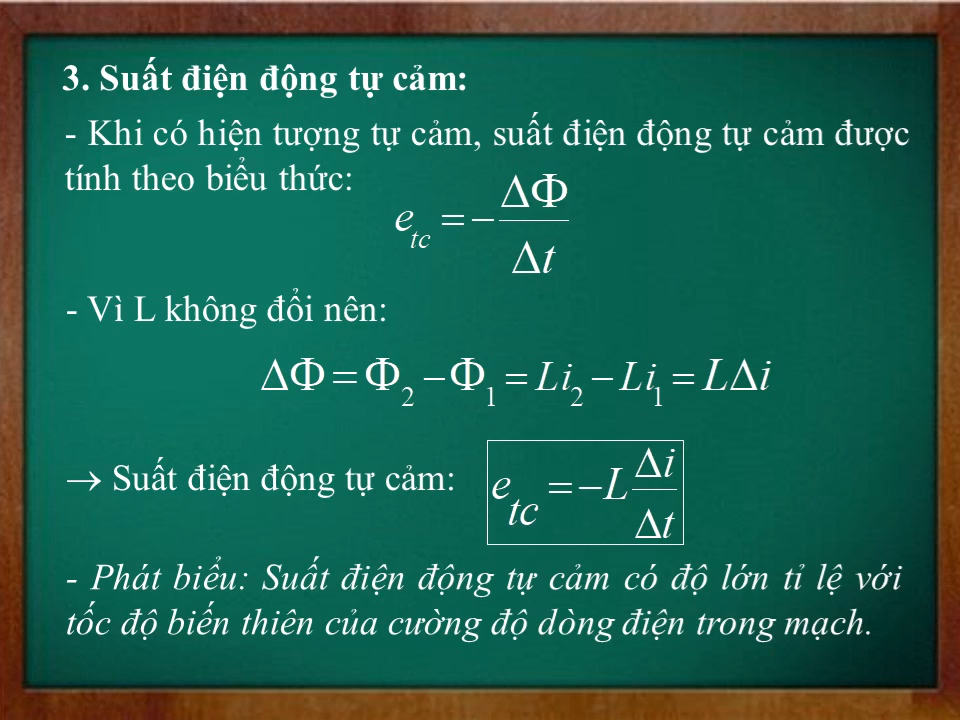 3. Suất điện động tự cảm:
- Khi có hiện tượng tự cảm, suất điện động tự cảm được
tính theo biểu thức:
e_tc = −ΔΦ/Δt
- Vì L không đổi nên:
ΔΦ = Φ₂ − Φ₁ = Li₂ − Li₁ = LΔi
→ Suất điện động tự cảm: e_tc = −L Δi/Δt
- Phát biểu: Suất điện động tự cảm có độ lớn tỉ lệ với
tốc độ biến thiên của cường độ dòng điện trong mạch.